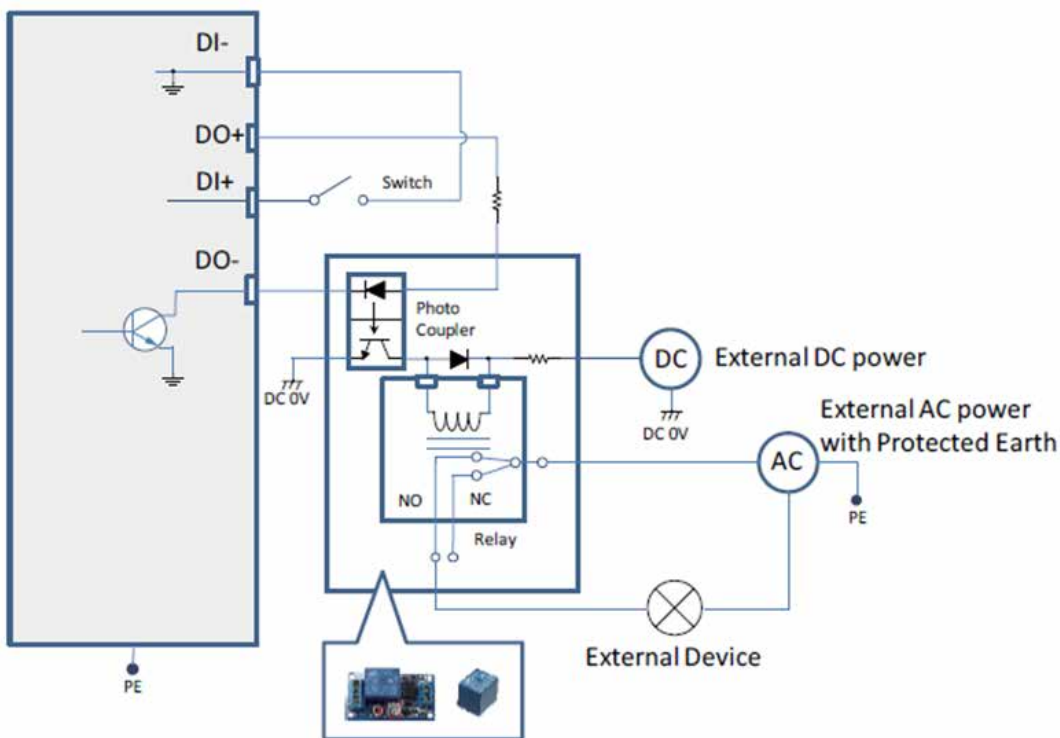 DI-
DO+
DI+
Switch
DO-
Photo
Coupler
DC 0V
DC
External DC power
DC 0V
External AC power
with Protected Earth
AC
PE
NO
NC
Relay
External Device
PE